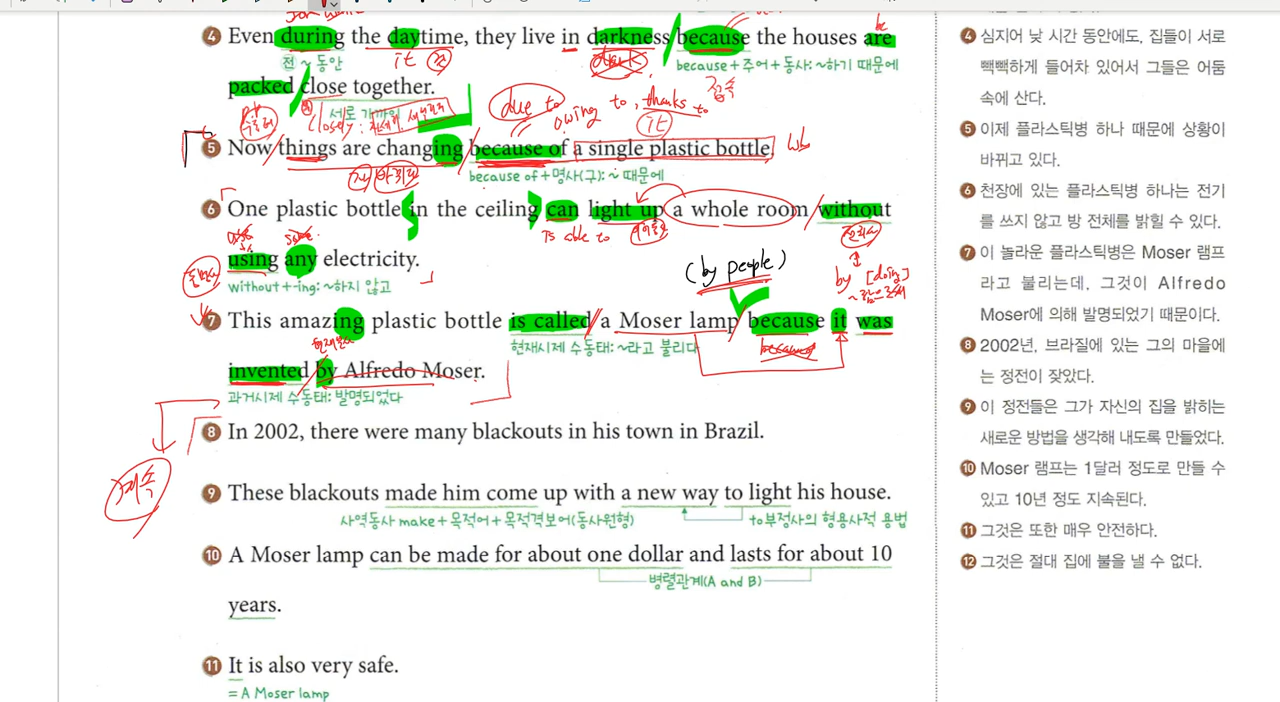 ④ Even during the daytime, they live in darkness because the houses are
it
dark
be
전 ~ 동안
because + 주어 + 동사: ~하기 때문에
packed close together.
접속
서로 가까이
closely
due to
owing to, thanks to
it
⑤ Now things are changing because of a single plastic bottle.
because of + 명사(구): ~ 때문에
⑥ One plastic bottle in the ceiling can light up a whole room without
is able to
using any electricity.
(by people)
by [doing]
without + -ing: ~하지 않고
⑦ This amazing plastic bottle is called a Moser lamp because it was
현재시제 수동태: ~라고 불리다
invented by Alfredo Moser.
과거시제 수동태: 발명되었다
⑧ In 2002, there were many blackouts in his town in Brazil.
⑨ These blackouts made him come up with a new way to light his house.
사역동사 make + 목적어 + 목적격보어(동사원형)
to부정사의 형용사적 용법
⑩ A Moser lamp can be made for about one dollar and lasts for about 10
병렬관계(A and B)
years.
⑪ It is also very safe.
= A Moser lamp
④ 심지어 낮 시간 동안에도, 집들이 서로
빽빽하게 들어차 있어서 그들은 어둠
속에 산다.
⑤ 이제 플라스틱병 하나 때문에 상황이
바뀌고 있다.
⑥ 천장에 있는 플라스틱병 하나는 전기
를 쓰지 않고 방 전체를 밝힐 수 있다.
⑦ 이 놀라운 플라스틱병은 Moser 램프
라고 불리는데, 그것이 Alfredo
Moser에 의해 발명되었기 때문이다.
⑧ 2002년, 브라질에 있는 그의 마을에
는 정전이 잦았다.
⑨ 이 정전들은 그가 자신의 집을 밝히는
새로운 방법을 생각해 내도록 만들었다.
⑩ Moser 램프는 1달러 정도로 만들 수
있고 10년 정도 지속된다.
⑪ 그것은 또한 매우 안전하다.
⑫ 그것은 절대 집에 불을 낼 수 없다.